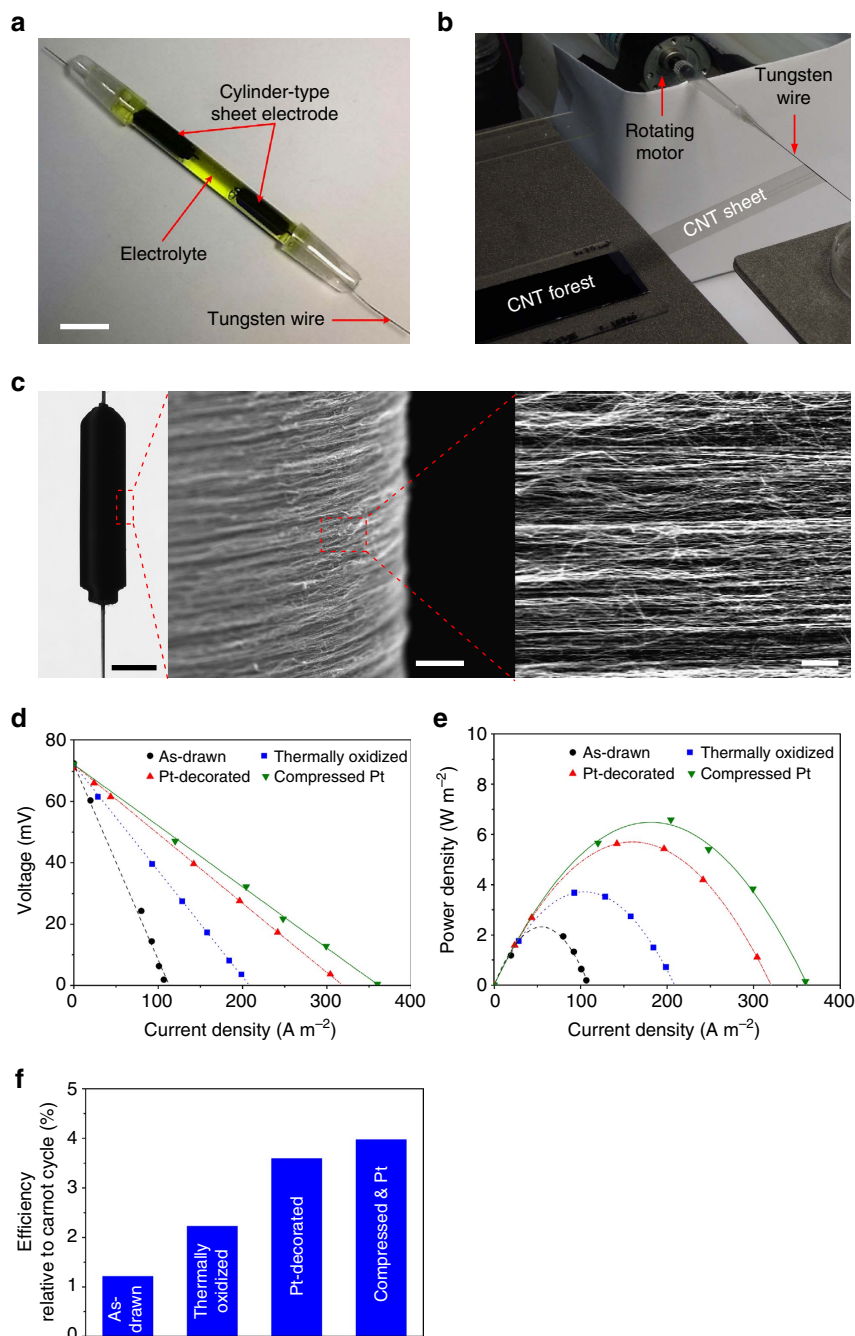 a
Cylinder-type
sheet electrode
Electrolyte
Tungsten wire
b
Tungsten
wire
Rotating
motor
CNT sheet
CNT forest
c
d
80
60
40
20
0
0 100 200 300 400
Voltage (mV)
Current density (A m⁻²)
As-drawn Thermally oxidized
Pt-decorated Compressed Pt
e
10
8
6
4
2
0
0 100 200 300 400
Power density (W m⁻²)
Current density (A m⁻²)
As-drawn Thermally oxidized
Pt-decorated Compressed Pt
f
5
4
3
2
1
0
Efficiency
relative to carnot cycle (%)
As-
drawn
Thermally
oxidized
Pt-decorated
Compressed & Pt